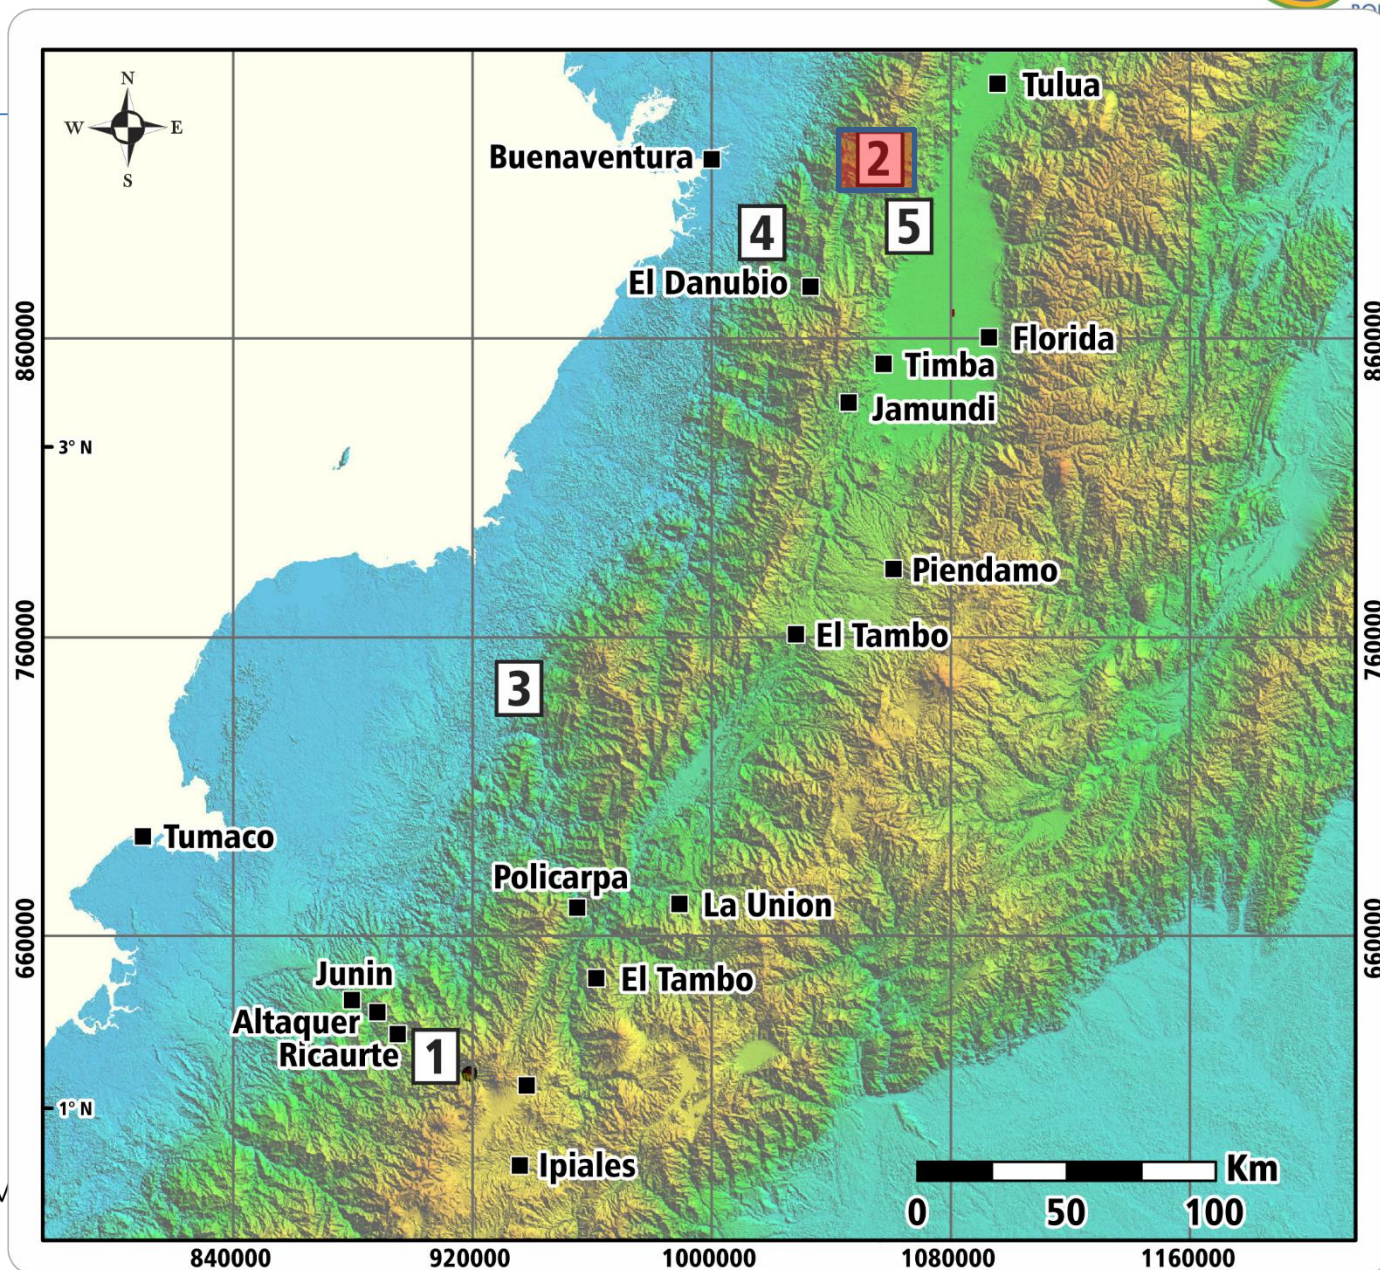 N
W E
S
Tulua
Buenaventura
2
4
5
El Danubio
860000
860000
Florida
Timba
Jamundi
3° N
Piendamo
El Tambo
760000
760000
3
Tumaco
Policarpa
La Union
660000
660000
Junin
El Tambo
Altaquer
Ricaurte
1
1° N
Ipiales
Km
0 50 100
840000 920000 1000000 1080000 1160000